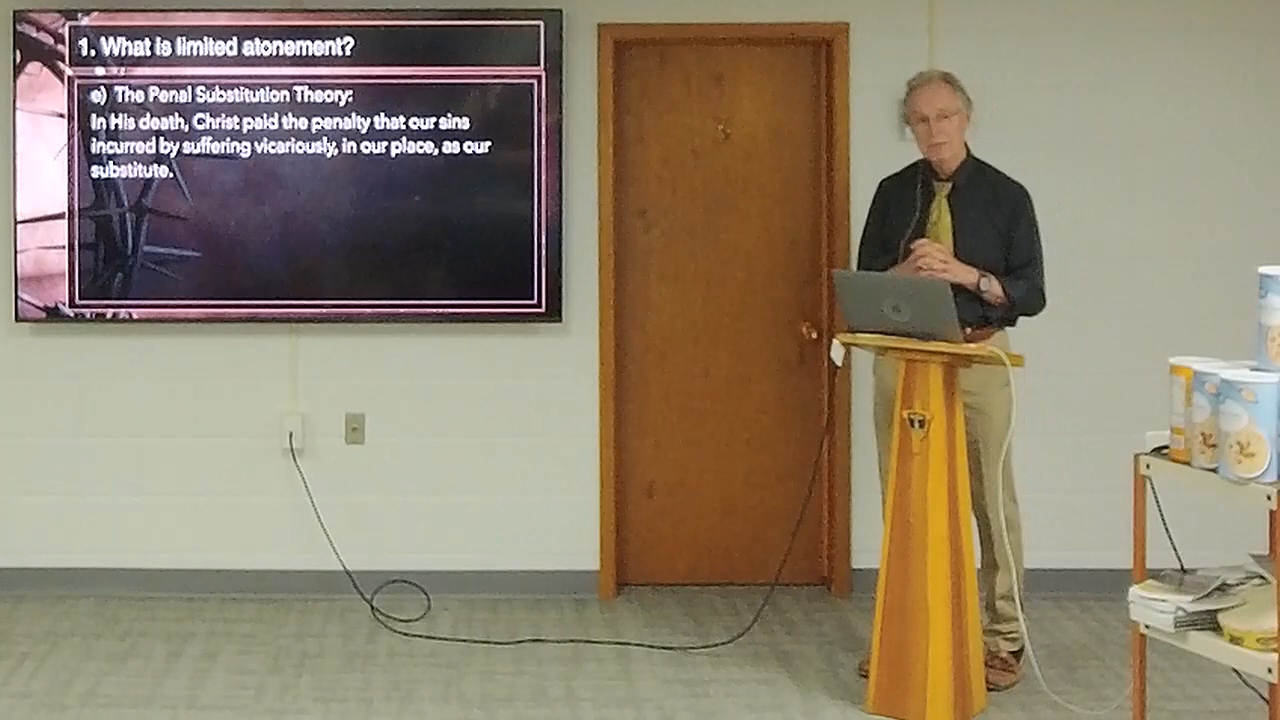 1. What is limited atonement?
e) The Penal Substitution Theory:
In His death, Christ paid the penalty that our sins
incurred by suffering vicariously, in our place, as our
substitute.